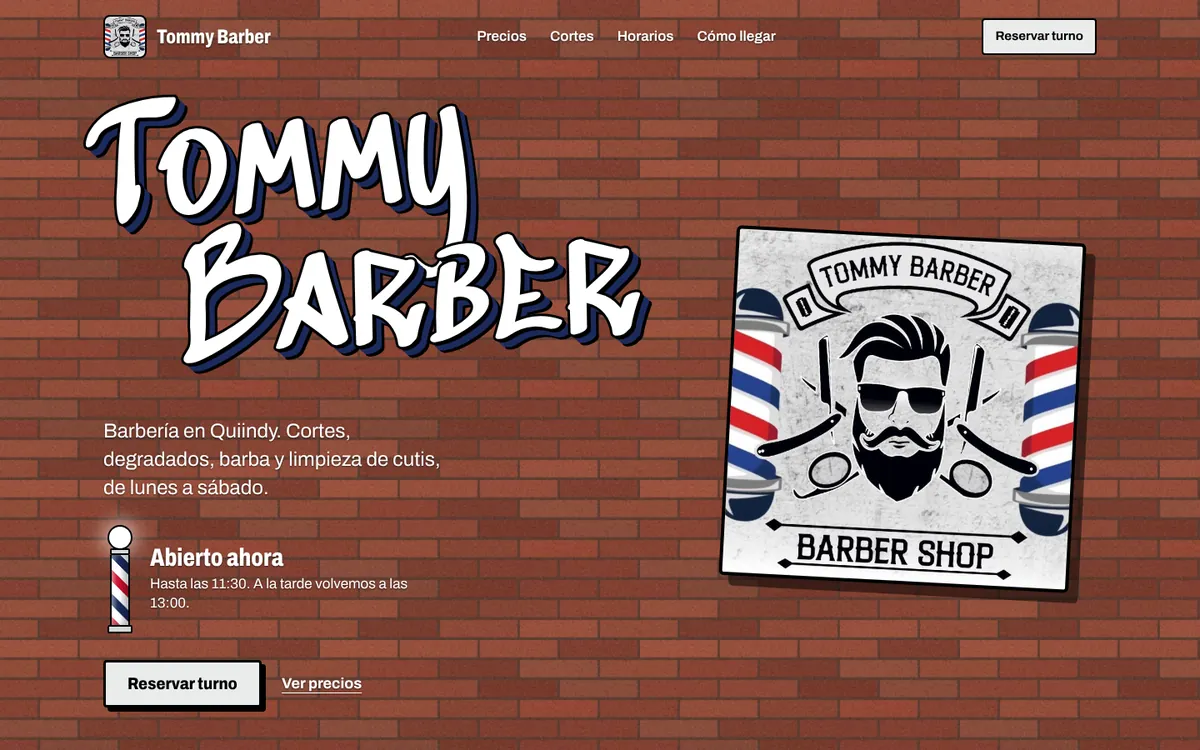 Tommy Barber
Precios Cortes Horarios Cómo llegar
Reservar turno
TOMMY
BARBER
Barbería en Quiindy. Cortes,
degradados, barba y limpieza de cutis,
de lunes a sábado.
Abierto ahora
Hasta las 11:30. A la tarde volvemos a las
13:00.
Reservar turno
Ver precios
TOMMY BARBER
BARBER SHOP